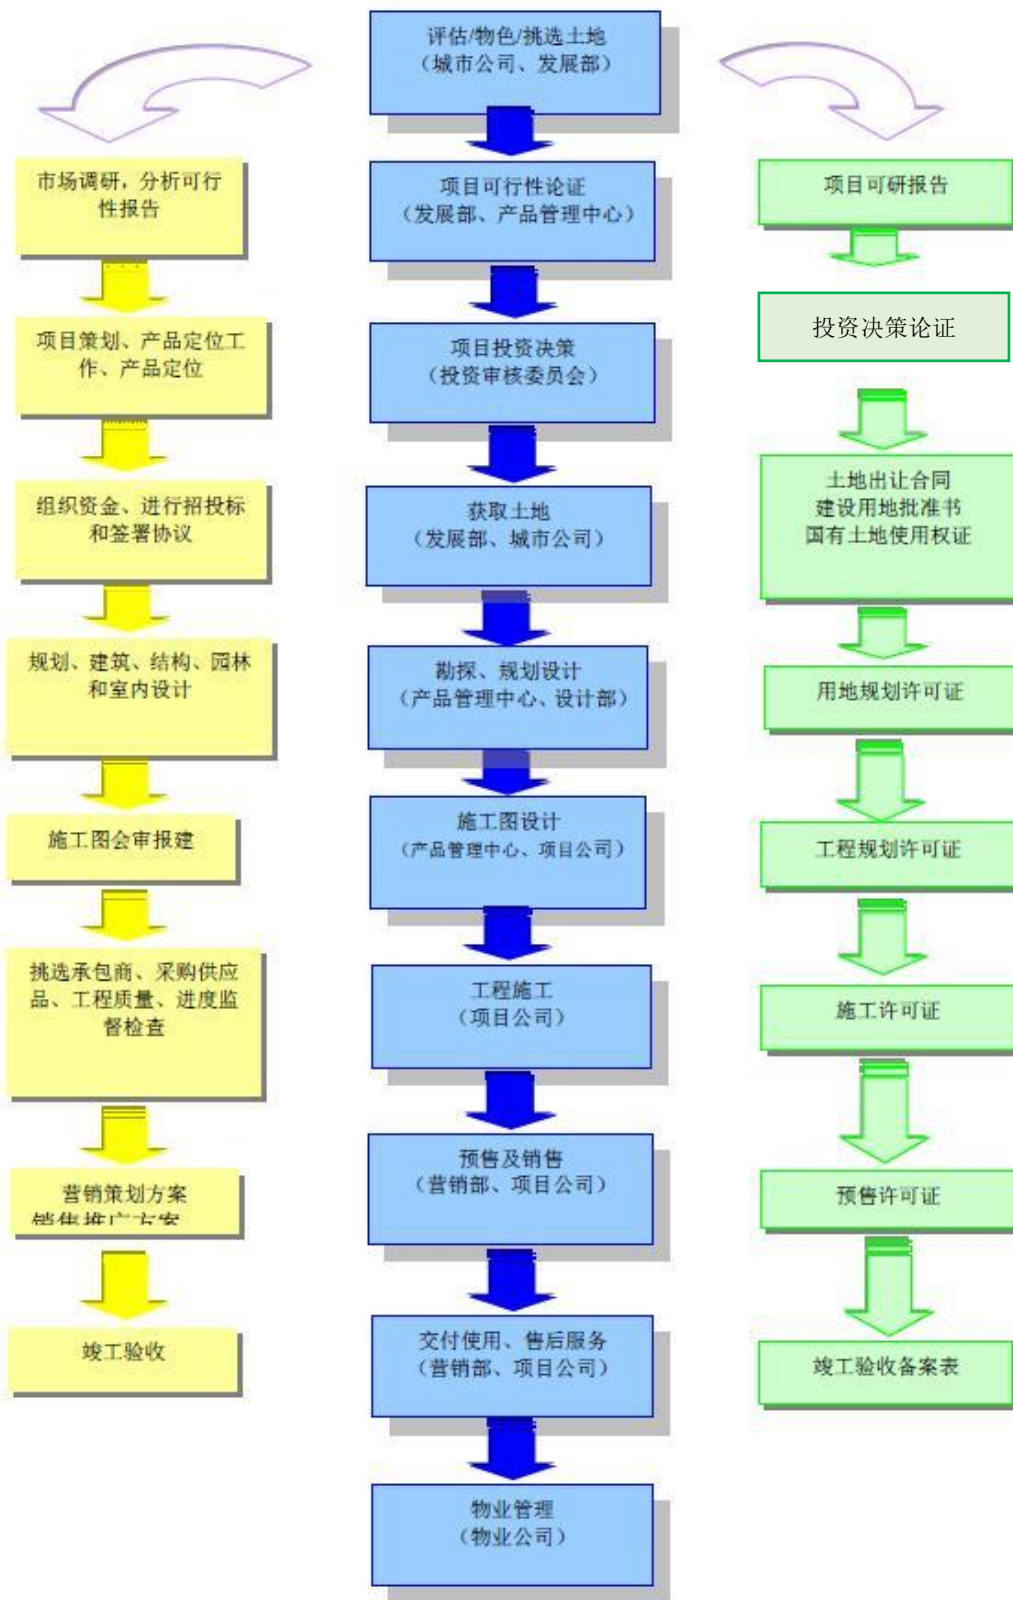 评估/物色/挑选土地
（城市公司、发展部）
市场调研，分析可行
性报告
项目可行性论证
（发展部、产品管理中心）
项目可研报告
项目策划、产品定位工
作、产品定位
项目投资决策
（投资审核委员会）
投资决策论证
组织资金、进行招投标
和签署协议
获取土地
（发展部、城市公司）
土地出让合同
建设用地批准书
国有土地使用权证
规划、建筑、结构、园林
和室内设计
勘探、规划设计
（产品管理中心、设计部）
用地规划许可证
施工图会审报建
施工图设计
（产品管理中心、项目公司）
工程规划许可证
挑选承包商、采购供应
品、工程质量、进度监
督检查
工程施工
（项目公司）
施工许可证
营销策划方案
销售推广方案
预售及销售
（营销部、项目公司）
预售许可证
竣工验收
交付使用、售后服务
（营销部、项目公司）
竣工验收备案表
物业管理
（物业公司）